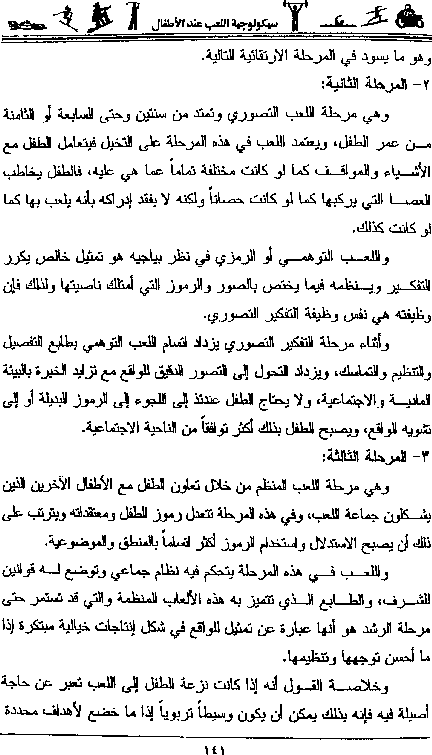 سيكولوجية اللعب عند الأطفال
وهو ما يسود في المرحلة الارتقائية التالية.
٢- المرحلة الثانية:
وهي مرحلة اللعب التصوري وتمتد من سنتين وحتى السابعة أو الثامنة
من عمر الطفل، ويعتمد اللعب في هذه المرحلة على التخيل فيتعامل الطفل مع
الأشياء والمواقف كما لو كانت مختلفة تماماً عما هي عليه، فالطفل يخاطب
العصا التي يركبها كما لو كانت حصاناً ولكنه لا يفقد إدراكه بأنه يلعب بها كما
لو كانت كذلك.
واللعب التوهمي أو الرمزي في نظر بياجيه هو تمثيل خالص يكرر
التفكير وينظمه فيما يختص بالصور والرموز التي أمتلك ناصيتها ولذلك فإن
وظيفته هي نفس وظيفة التفكير التصوري.
وأثناء مرحلة التفكير التصوري يزداد اتسام اللعب التوهمي بطابع التفصيل
والتنظيم والتماسك، ويزداد التحول إلى التصور الدقيق للواقع مع تزايد الخبرة بالبيئة
المادية والاجتماعية، ولا يحتاج الطفل عندئذ إلى اللجوء إلى الرموز البديلة أو إلى
تشويه الواقع، ويصبح الطفل بذلك أكثر توافقاً من الناحية الاجتماعية.
٣- المرحلة الثالثة:
وهي مرحلة اللعب المنظم من خلال تعاون الطفل مع الأطفال الآخرين الذين
يشكلون جماعة اللعب، وفي هذه المرحلة تتعدل رموز الطفل ومعتقداته ويترتب على
ذلك أن يصبح الاستدلال واستخدام الرموز أكثر اتساماً بالمنطق والموضوعية.
واللعب في هذه المرحلة يتحكم فيه نظام جماعي وتوضع له قوانين
للشرف، والطابع الذي تتميز به هذه الألعاب المنظمة والتي قد تستمر حتى
مرحلة الرشد هو أنها عبارة عن تمثيل للواقع في شكل إنتاجات خيالية مبتكرة إذا
ما أحسن توجهها وتنظيمها.
وخلاصة القول أنه إذا كانت نزعة الطفل إلى اللعب تعبر عن حاجة
أصيلة فيه فإنه بذلك يمكن أن يكون وسيطاً تربوياً إذا ما خضع لأهداف محددة
١٤١